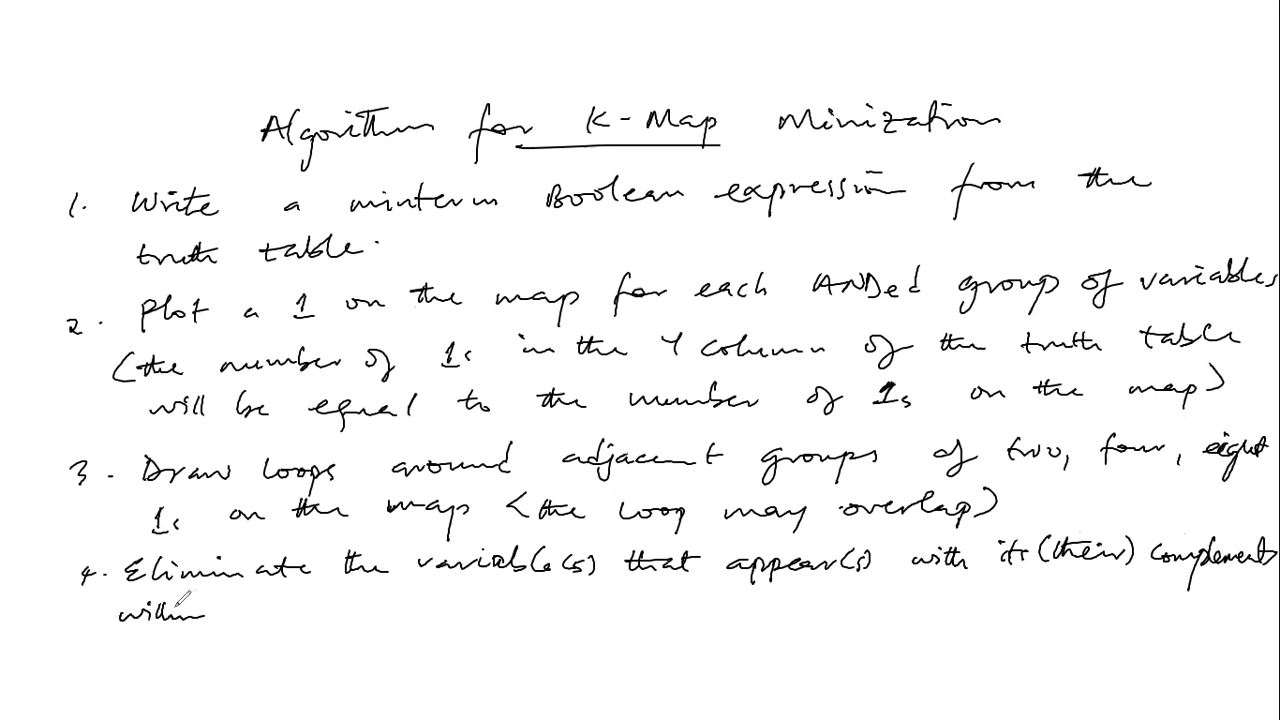 Algorithm for K-Map Minization
1. Write a minterm Boolean expression from the
truth table.
2. Plot a 1 on the map for each ANDed group of variables
(the number of 1s in the Y column of the truth table
will be equal to the number of 1s on the map)
3. Draw loops around adjacent groups of two, four, eight
1s on the map (the loop may overlap)
4. Eliminate the variable(s) that appear(s) with its (their) complement
within